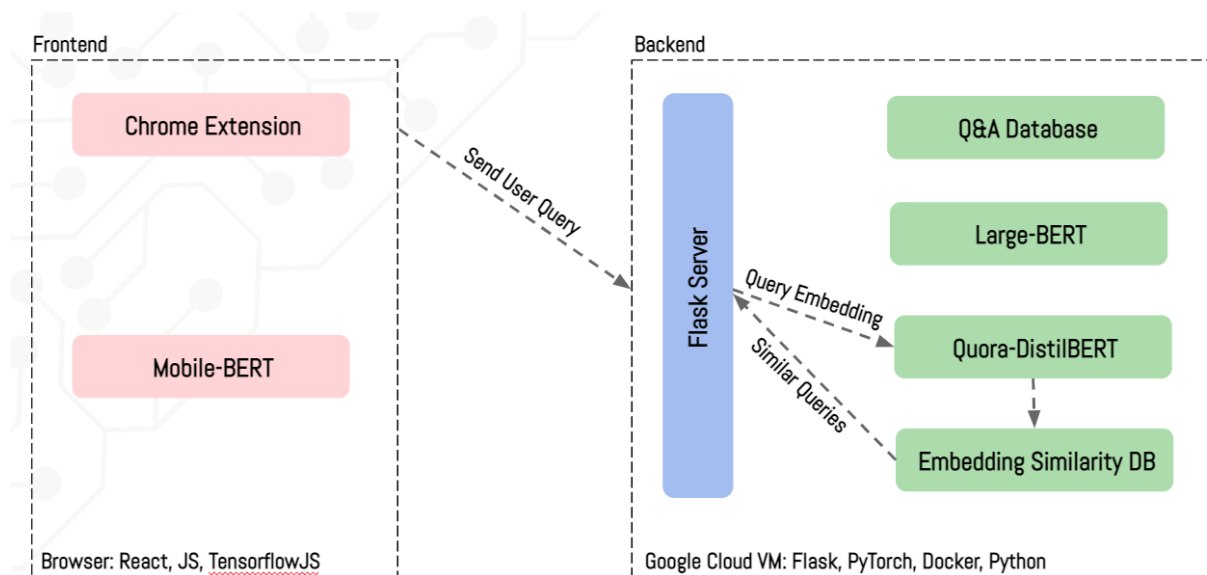 Frontend
Chrome Extension
Mobile-BERT
Browser: React, JS, TensorflowJS
Send User Query
Backend
Flask Server
Q&A Database
Large-BERT
Query Embedding
Quora-DistilBERT
Similar Queries
Embedding Similarity DB
Google Cloud VM: Flask, PyTorch, Docker, Python